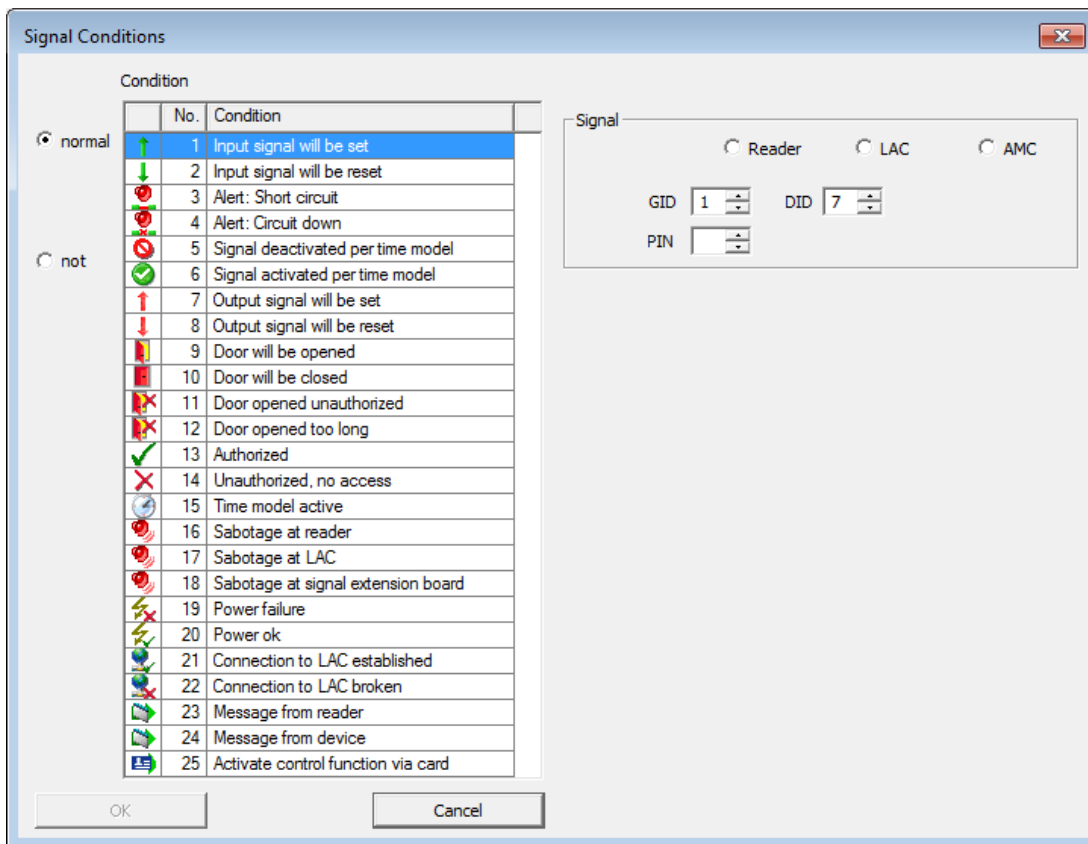 Signal Conditions
Condition
No. Condition
normal
not
1 Input signal will be set
2 Input signal will be reset
3 Alert: Short circuit
4 Alert: Circuit down
5 Signal deactivated per time model
6 Signal activated per time model
7 Output signal will be set
8 Output signal will be reset
9 Door will be opened
10 Door will be closed
11 Door opened unauthorized
12 Door opened too long
13 Authorized
14 Unauthorized, no access
15 Time model active
16 Sabotage at reader
17 Sabotage at LAC
18 Sabotage at signal extension board
19 Power failure
20 Power ok
21 Connection to LAC established
22 Connection to LAC broken
23 Message from reader
24 Message from device
25 Activate control function via card
Signal
Reader LAC AMC
GID 1 DID 7
PIN
OK Cancel